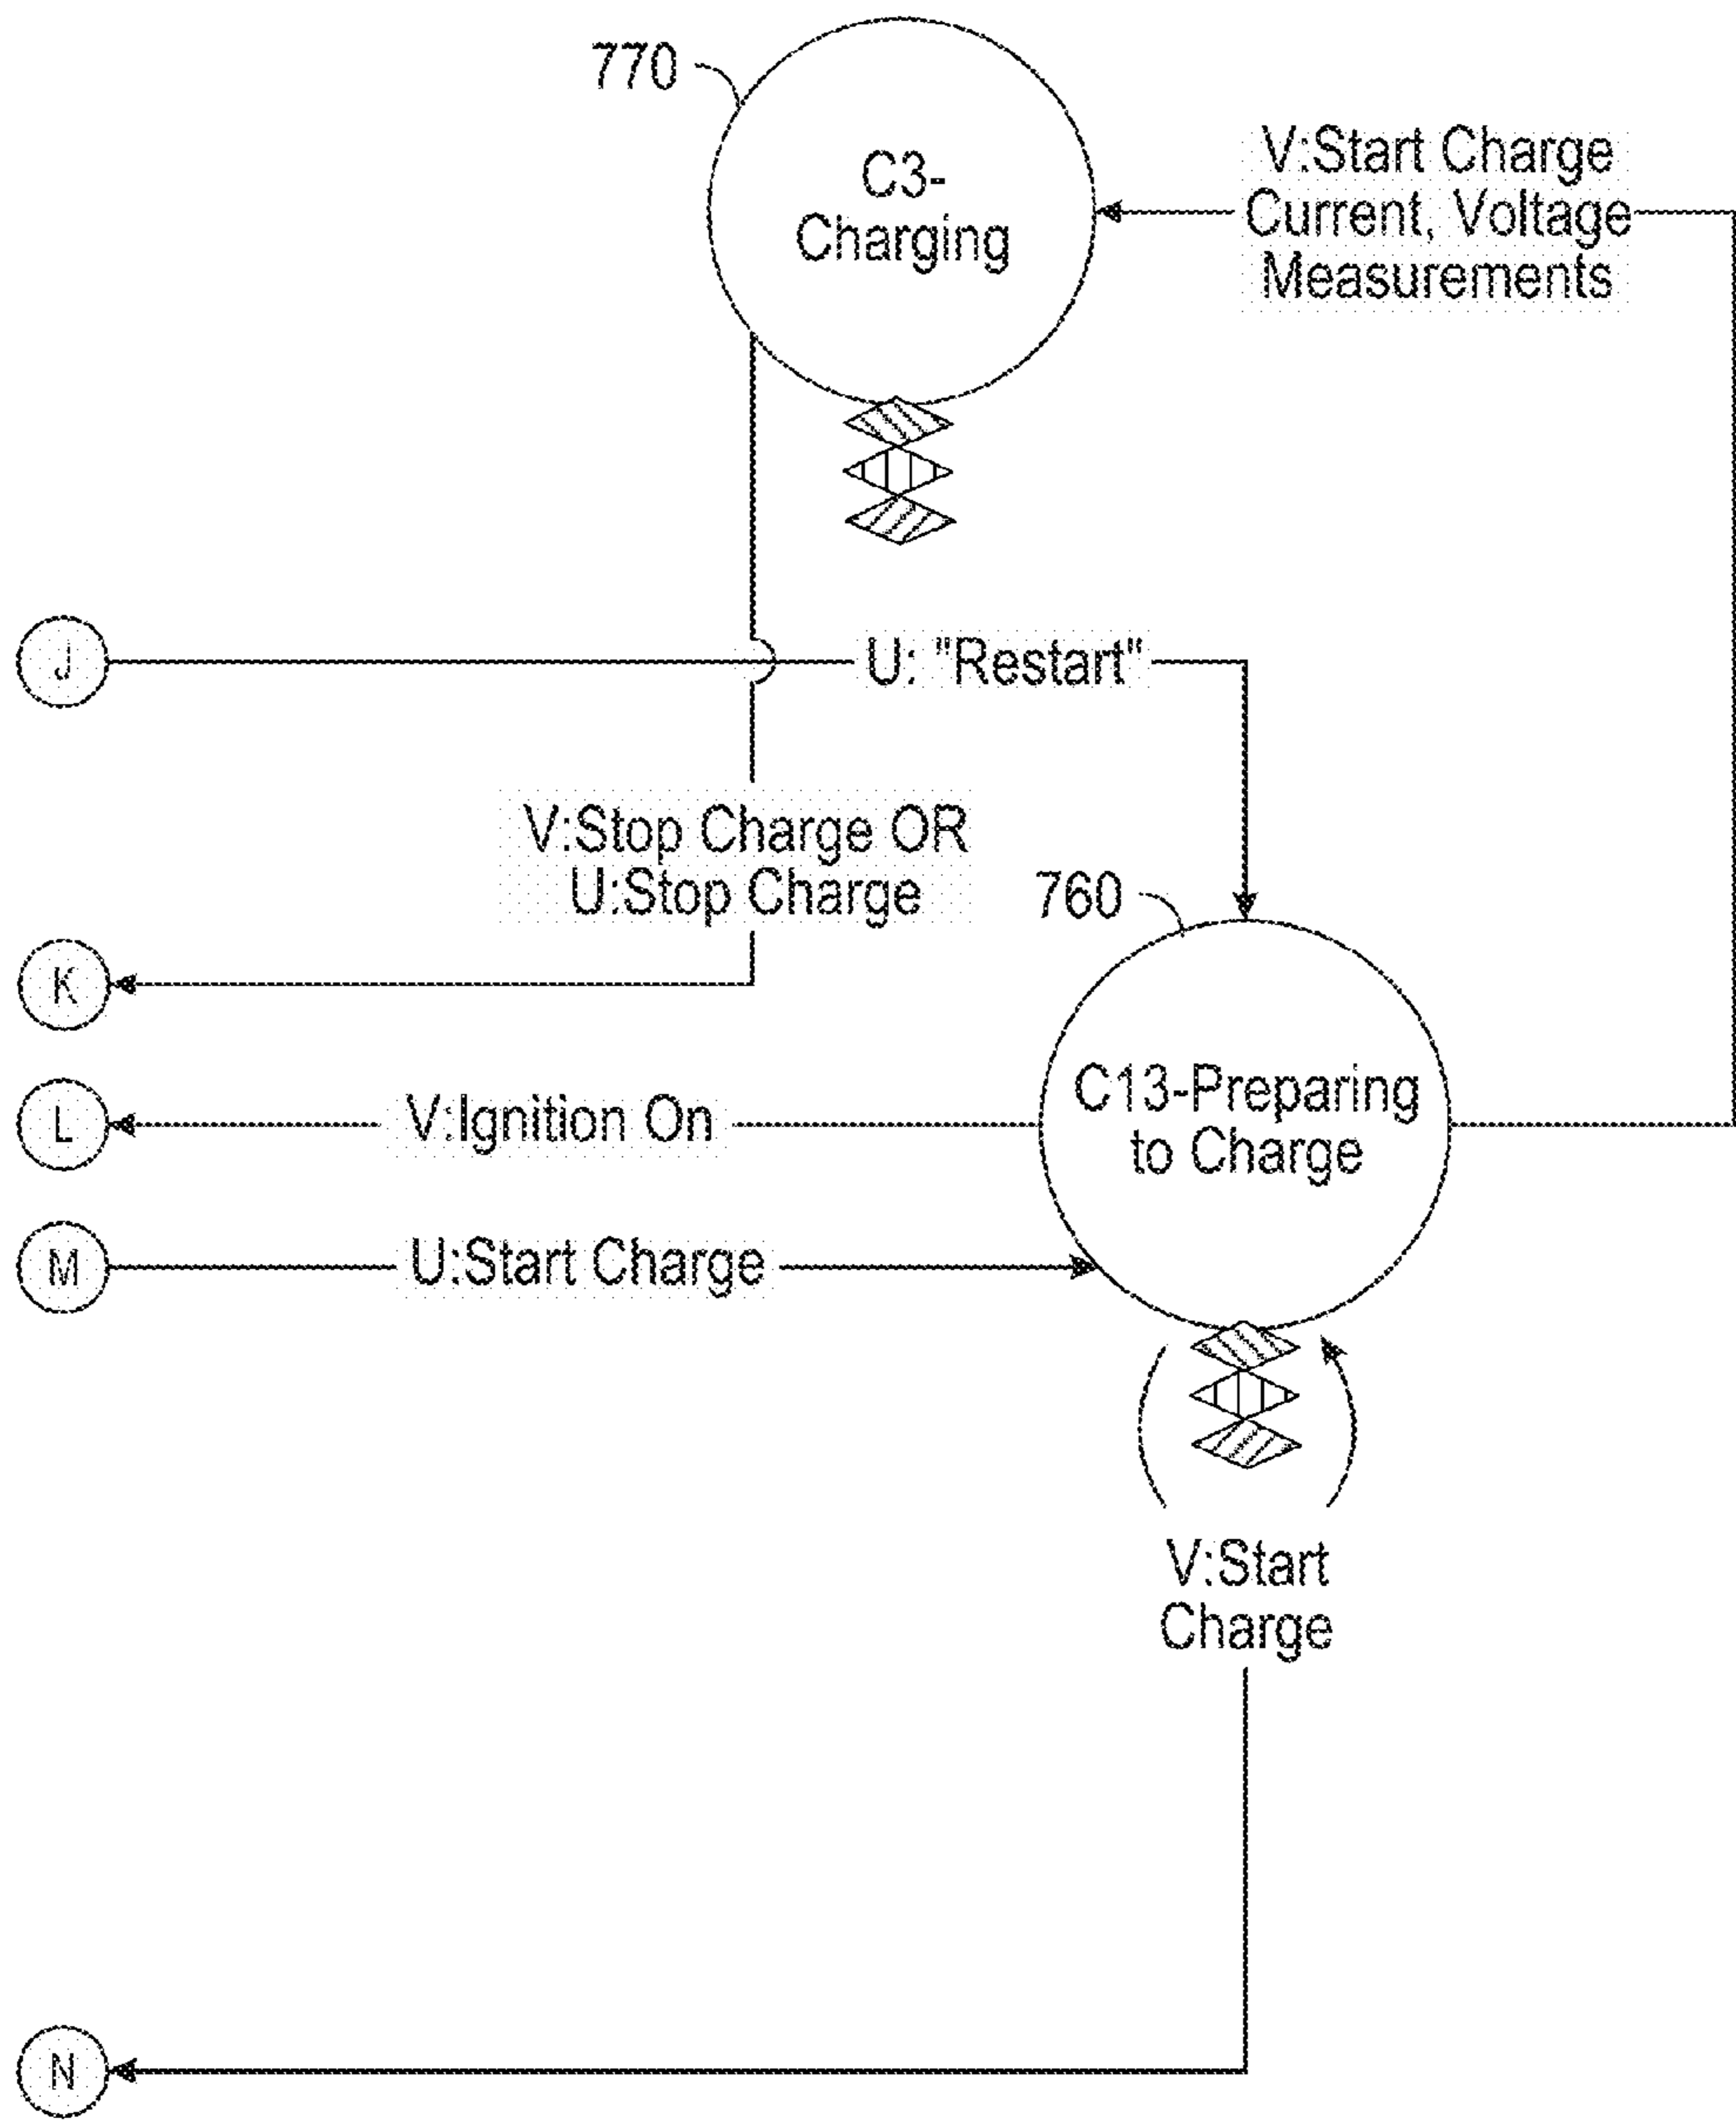 770
C3-
Charging
V:Start Charge
Current, Voltage
Measurements
J
U: "Restart"
V:Stop Charge OR
U:Stop Charge
760
K
C13-Preparing
to Charge
L
V:Ignition On
M
U:Start Charge
V:Start
Charge
N